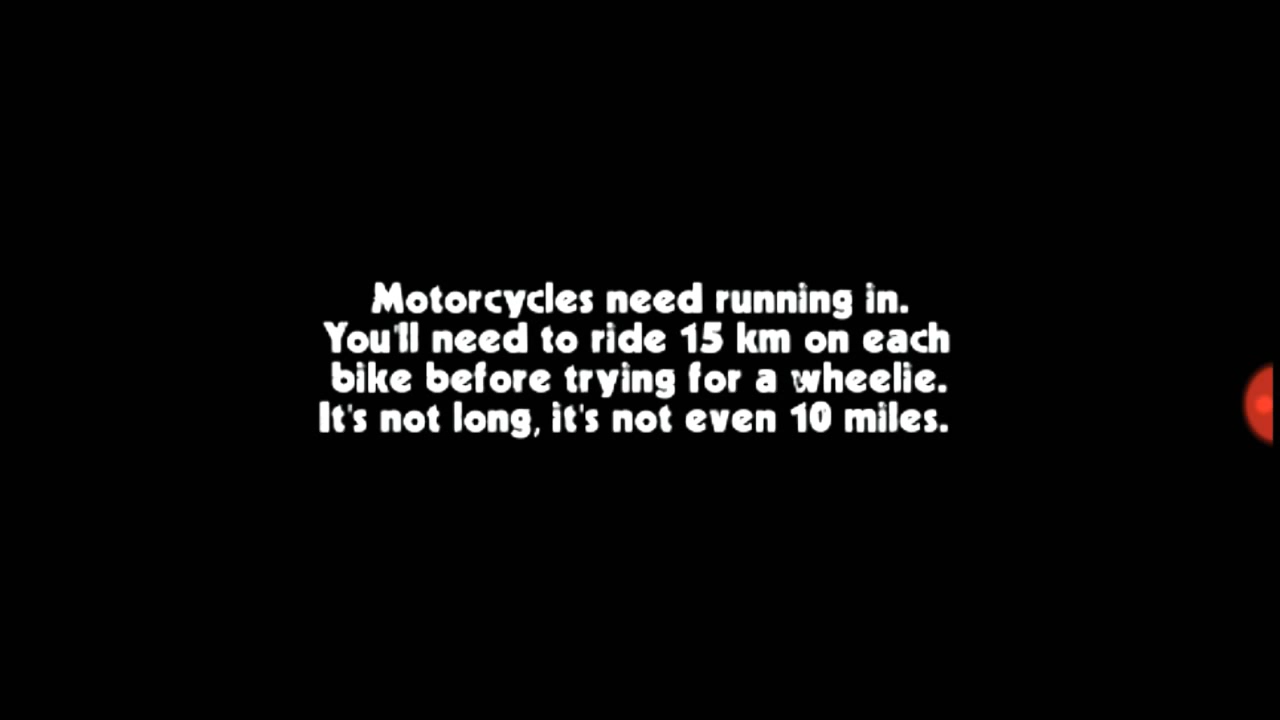 Motorcycles need running in.
You'll need to ride 15 km on each
bike before trying for a wheelie.
It's not long, it's not even 10 miles.